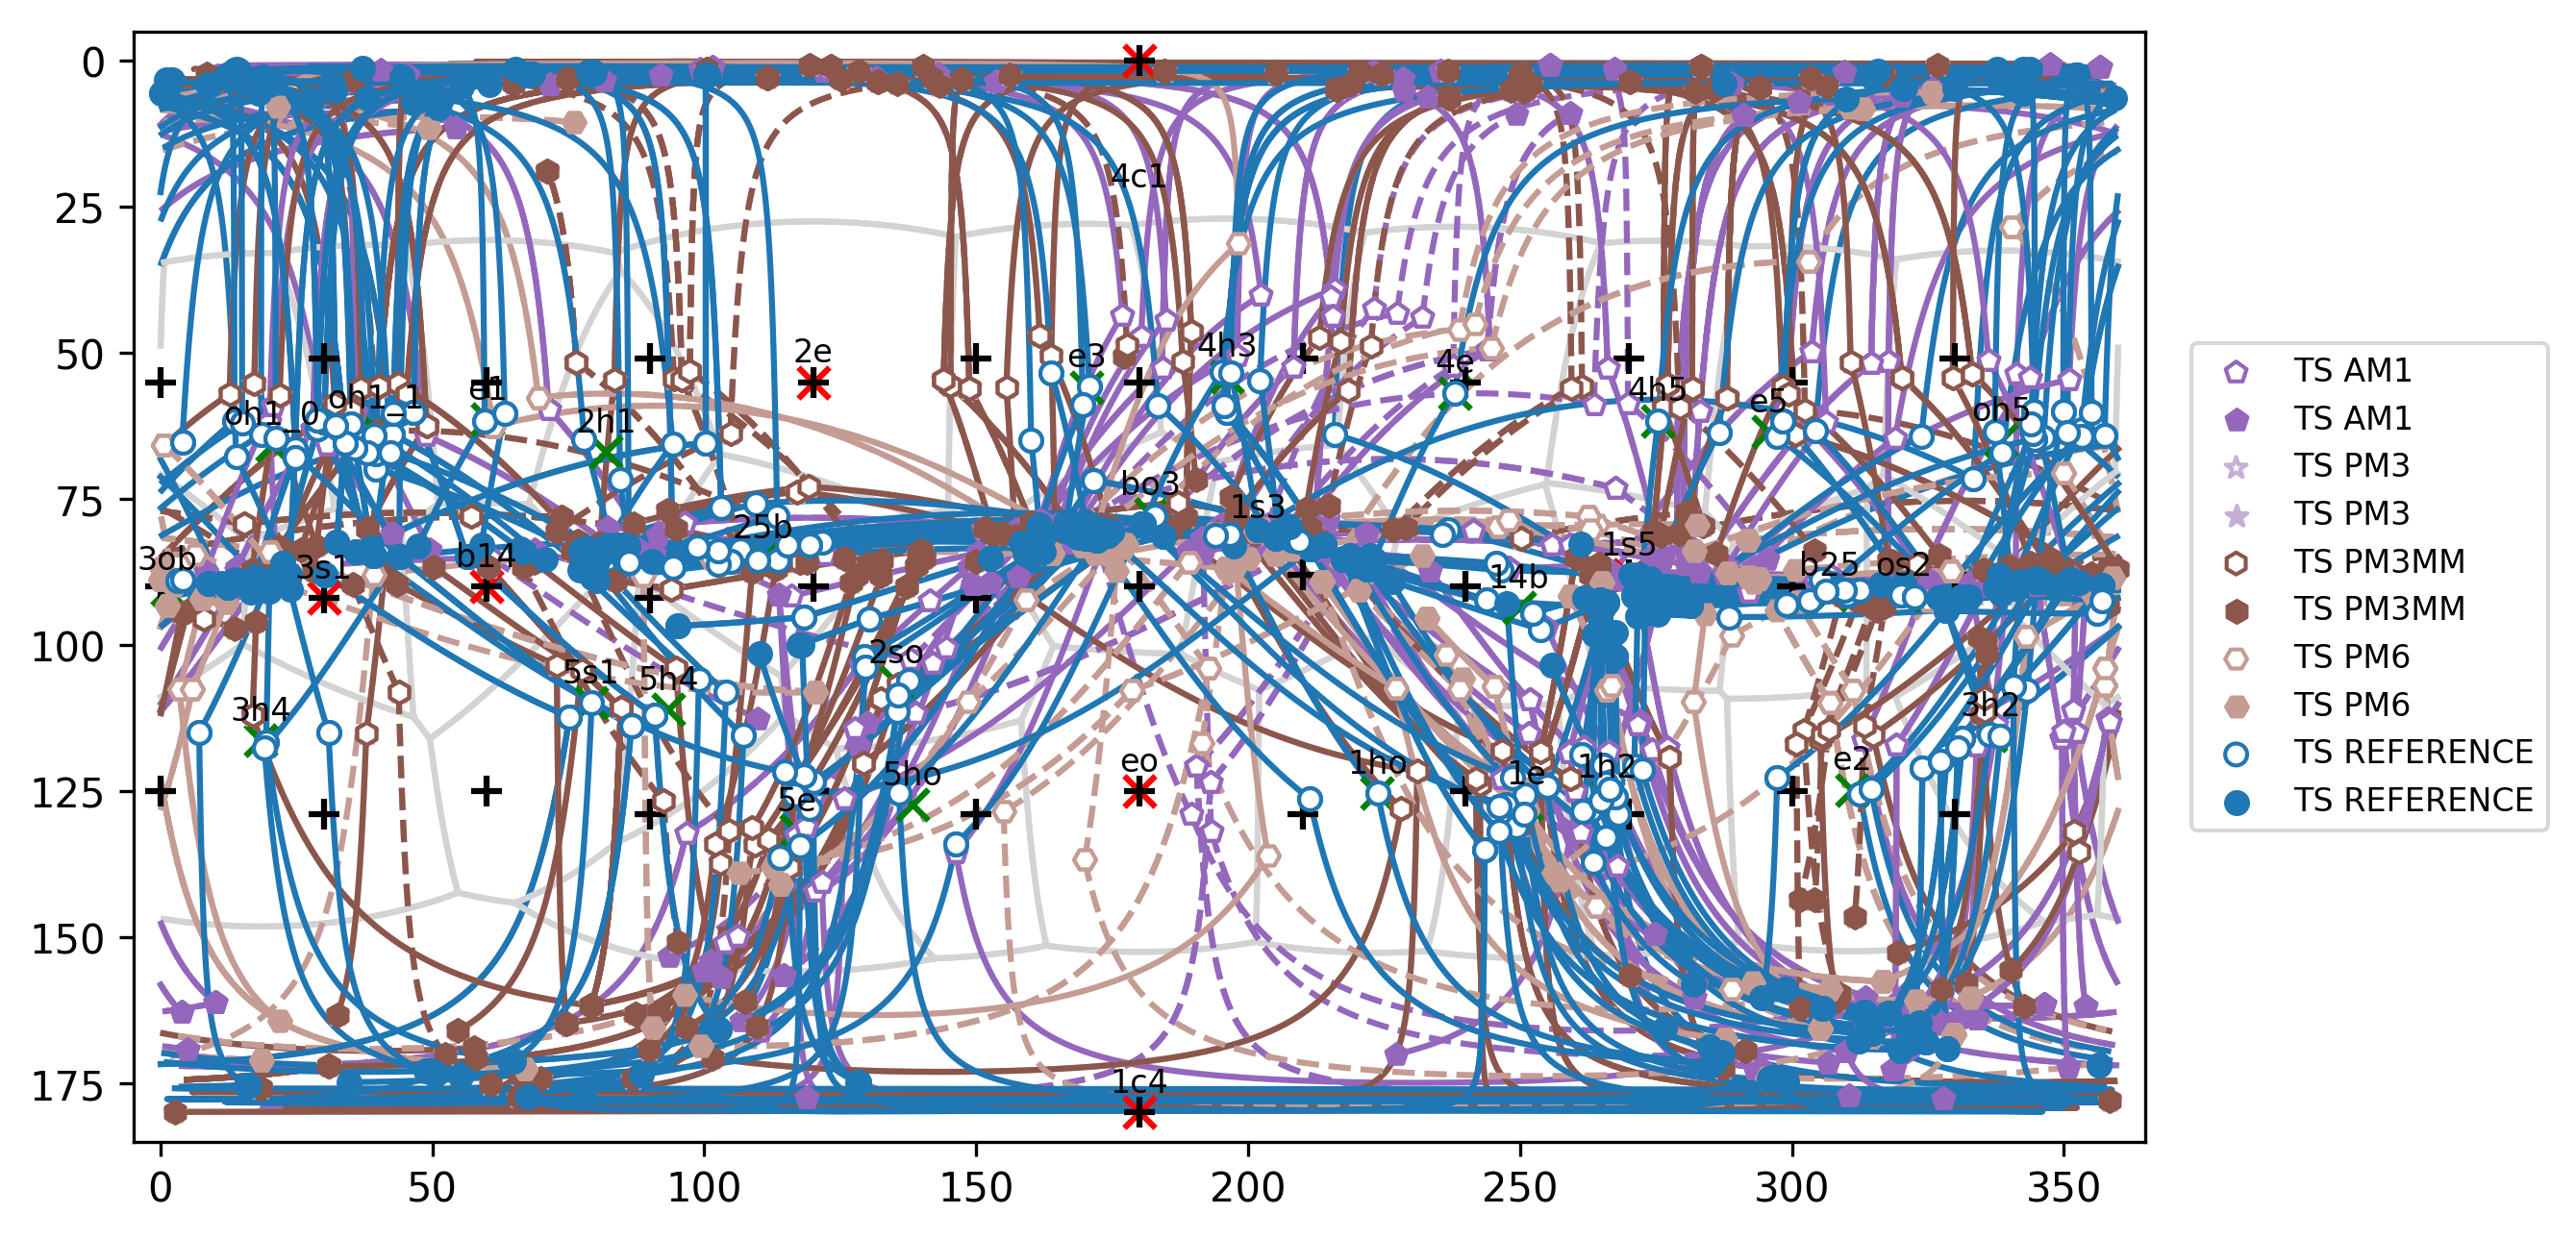 0
25
50
75
100
125
150
175
0
50
100
150
200
250
300
350
4c1
2e
e3
4h3
4e
oh1_0
oh1_1
e1
2h1
4h5
e5
oh5
bo3
1s3
25b
3ob
3s1
b14
14b
1s5
b25
os2
2so
5s1
5h4
3h4
3h2
eo
1ho
1e
1h2
e2
5ho
5e
1c4
TS AM1
TS AM1
TS PM3
TS PM3
TS PM3MM
TS PM3MM
TS PM6
TS PM6
TS REFERENCE
TS REFERENCE